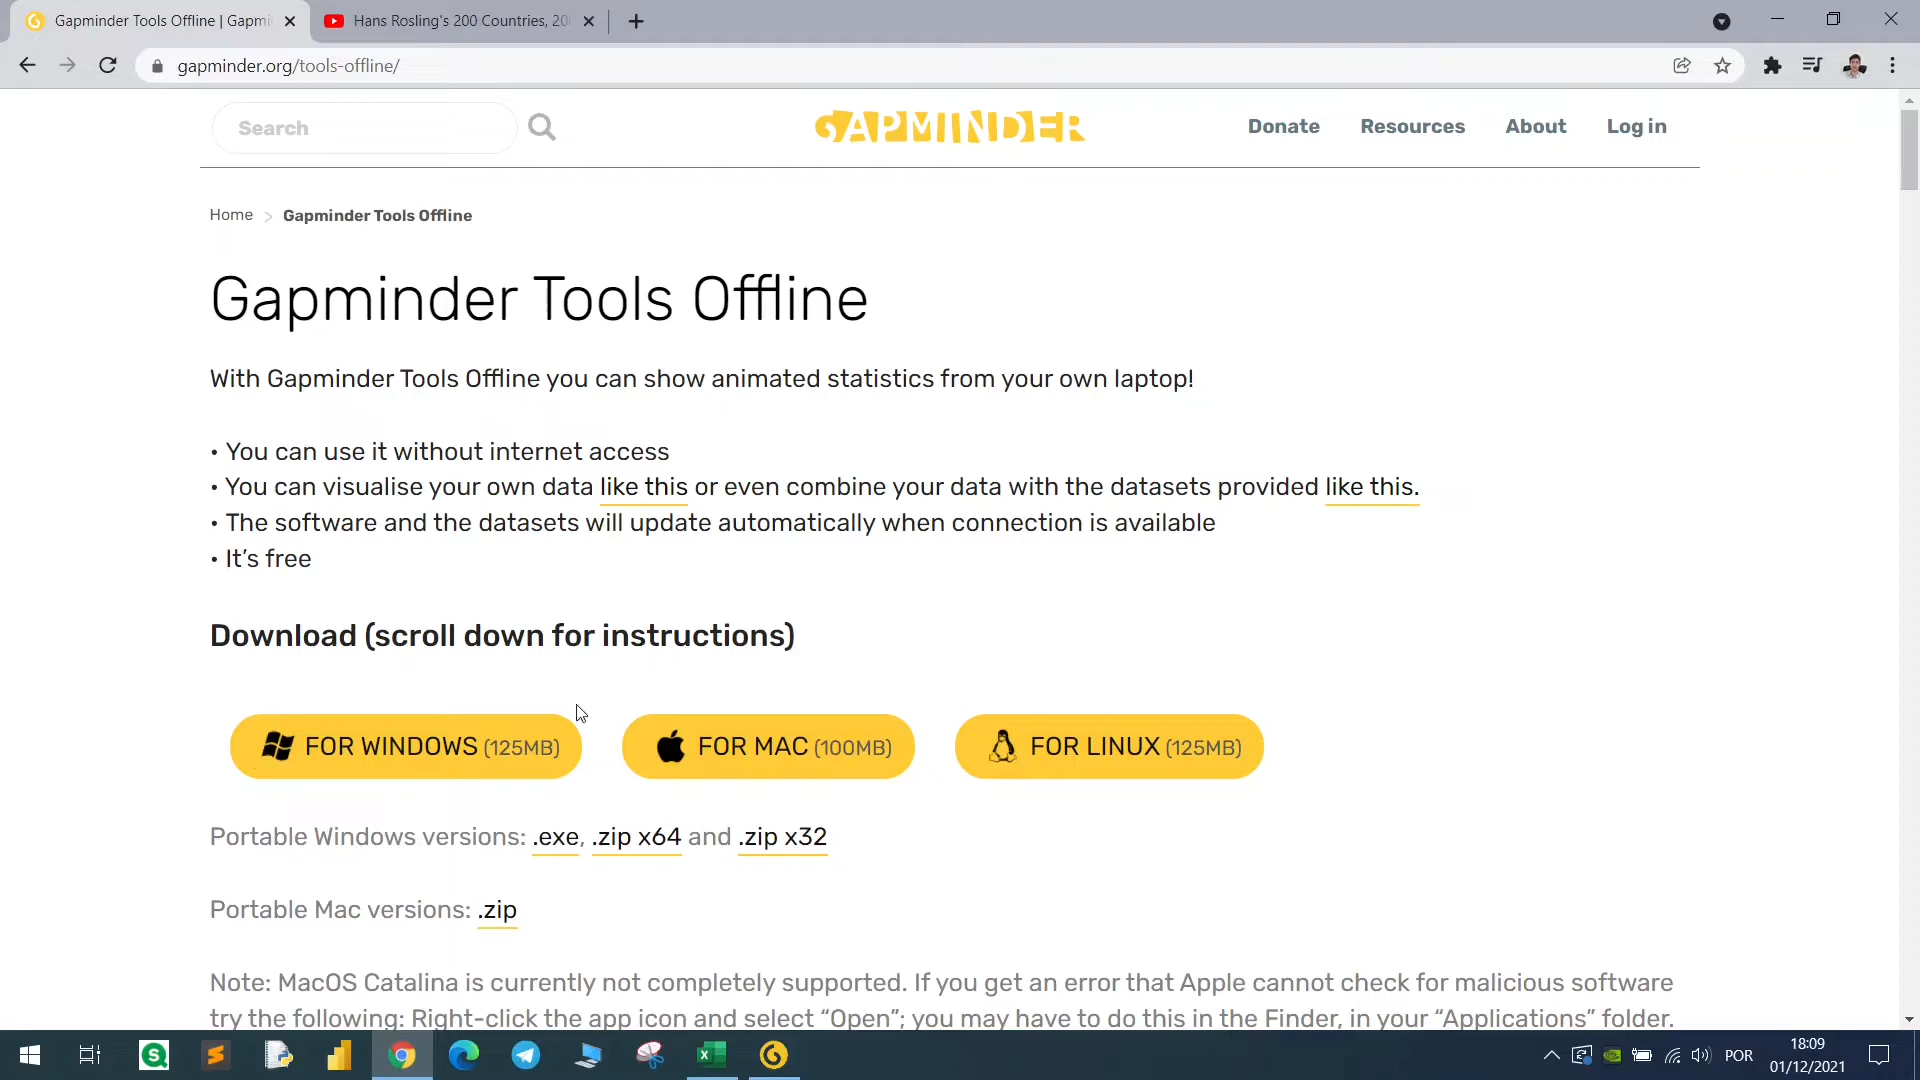 Gapminder Tools Offline | Gapmi
Hans Rosling's 200 Countries, 20
gapminder.org/tools-offline/
Search
GAPMINDER
Donate
Resources
About
Log in
Home > Gapminder Tools Offline
Gapminder Tools Offline
With Gapminder Tools Offline you can show animated statistics from your own laptop!
• You can use it without internet access
• You can visualise your own data like this or even combine your data with the datasets provided like this.
• The software and the datasets will update automatically when connection is available
• It’s free
Download (scroll down for instructions)
FOR WINDOWS (125MB)
FOR MAC (100MB)
FOR LINUX (125MB)
Portable Windows versions: .exe, .zip x64 and .zip x32
Portable Mac versions: .zip
Note: MacOS Catalina is currently not completely supported. If you get an error that Apple cannot check for malicious software
try the following: Right-click the app icon and select “Open”; you may have to do this in the Finder, in your “Applications” folder.
POR
18:09
01/12/2021